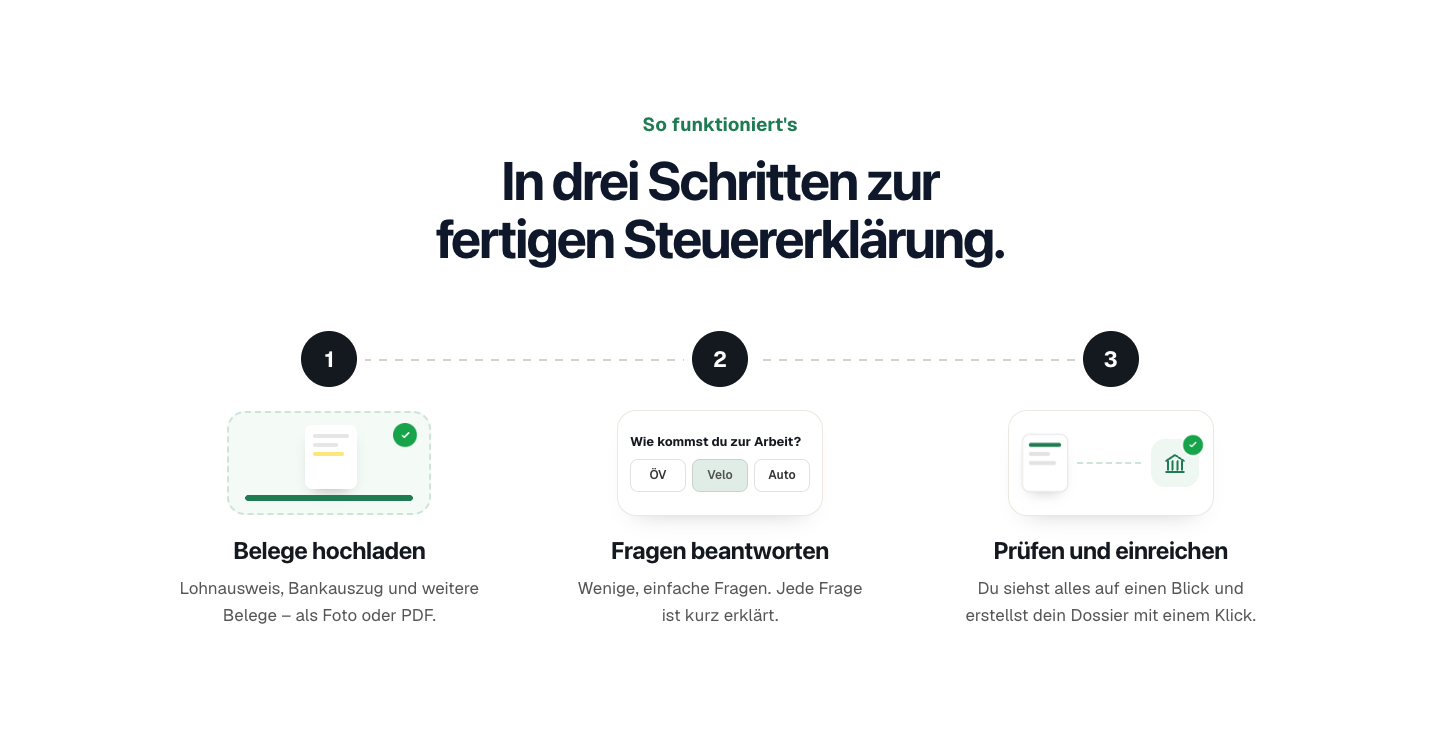 So funktioniert's
In drei Schritten zur
fertigen Steuererklärung.
1
2
3
Wie kommst du zur Arbeit?
ÖV
Velo
Auto
Belege hochladen
Lohnausweis, Bankauszug und weitere
Belege – als Foto oder PDF.
Fragen beantworten
Wenige, einfache Fragen. Jede Frage
ist kurz erklärt.
Prüfen und einreichen
Du siehst alles auf einen Blick und
erstellst dein Dossier mit einem Klick.